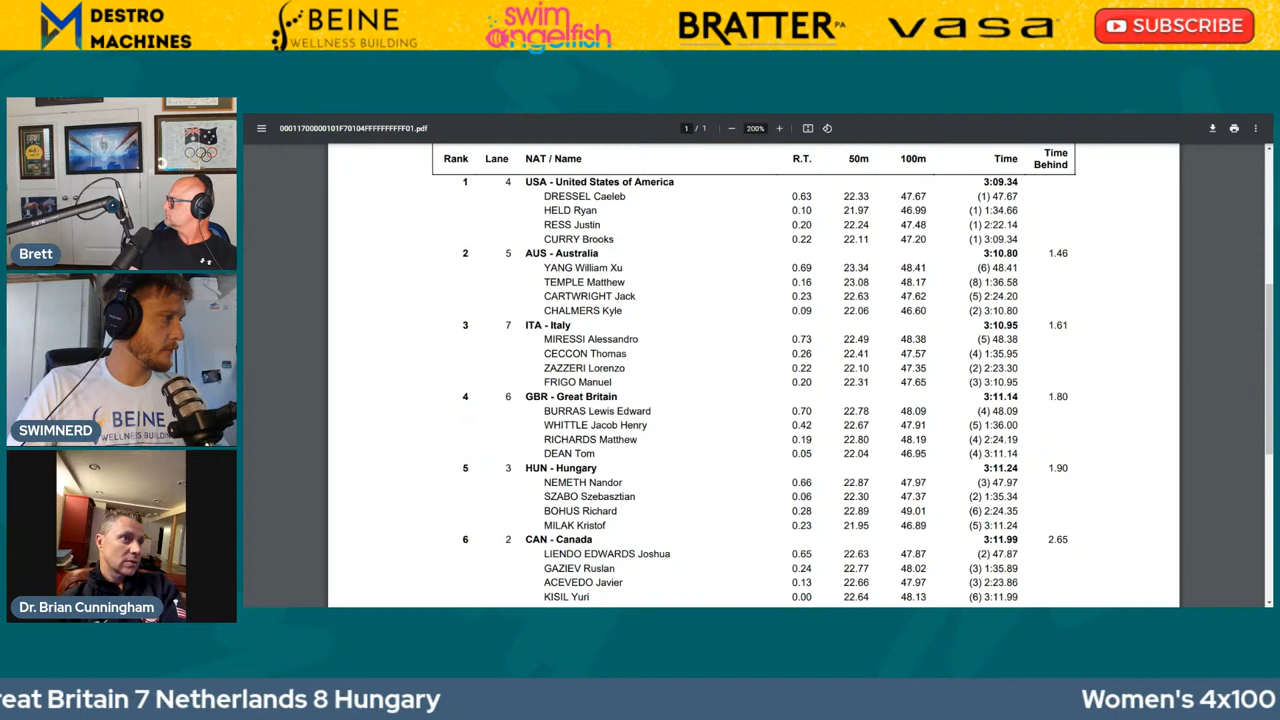 DESTRO MACHINES
BEINE WELLNESS BUILDING
swim angelfish
BRATTER PA
vasa
SUBSCRIBE
Brett
SWIMNERD
BEINE
Dr. Brian Cunningham
00011700000101F70104FFFFFFFFFF01.pdf 1 / 1 200%
Rank Lane NAT / Name R.T. 50m 100m Time Time Behind
1 4 USA - United States of America 3:09.34
DRESSEL Caeleb 0.63 22.33 47.67 (1) 47.67
HELD Ryan 0.10 21.97 46.99 (1) 1:34.66
RESS Justin 0.20 22.24 47.48 (1) 2:22.14
CURRY Brooks 0.22 22.11 47.20 (1) 3:09.34
2 5 AUS - Australia 3:10.80 1.46
YANG William Xu 0.69 23.34 48.41 (6) 48.41
TEMPLE Matthew 0.16 23.08 48.17 (8) 1:36.58
CARTWRIGHT Jack 0.23 22.63 47.62 (5) 2:24.20
CHALMERS Kyle 0.09 22.06 46.60 (2) 3:10.80
3 7 ITA - Italy 3:10.95 1.61
MIRESSI Alessandro 0.73 22.49 48.38 (5) 48.38
CECCON Thomas 0.26 22.41 47.57 (4) 1:35.95
ZAZZERI Lorenzo 0.22 22.10 47.35 (2) 2:23.30
FRIGO Manuel 0.20 22.31 47.65 (3) 3:10.95
4 6 GBR - Great Britain 3:11.14 1.80
BURRAS Lewis Edward 0.70 22.78 48.09 (4) 48.09
WHITTLE Jacob Henry 0.42 22.67 47.91 (5) 1:36.00
RICHARDS Matthew 0.19 22.80 48.19 (4) 2:24.19
DEAN Tom 0.05 22.04 46.95 (4) 3:11.14
5 3 HUN - Hungary 3:11.24 1.90
NEMETH Nandor 0.66 22.87 47.97 (3) 47.97
SZABO Szebasztian 0.06 22.30 47.37 (2) 1:35.34
BOHUS Richard 0.28 22.89 49.01 (6) 2:24.35
MILAK Kristof 0.23 21.95 46.89 (5) 3:11.24
6 2 CAN - Canada 3:11.99 2.65
LIENDO EDWARDS Joshua 0.65 22.63 47.87 (2) 47.87
GAZIEV Ruslan 0.24 22.77 48.02 (3) 1:35.89
ACEVEDO Javier 0.13 22.66 47.97 (3) 2:23.86
KISIL Yuri 0.00 22.64 48.13 (6) 3:11.99
reat Britain 7 Netherlands 8 Hungary Women's 4x100